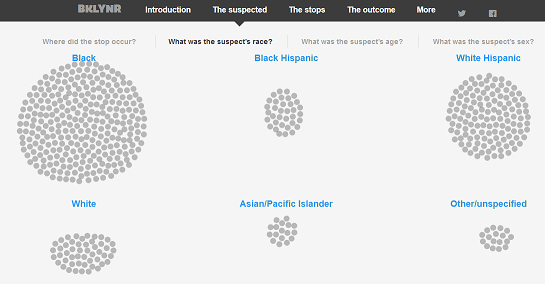 BKLYNR Introduction The suspected The stops The outcome More
Where did the stop occur? What was the suspect's race? What was the suspect's age? What was the suspect's sex?
Black Black Hispanic White Hispanic
White Asian/Pacific Islander Other/unspecified